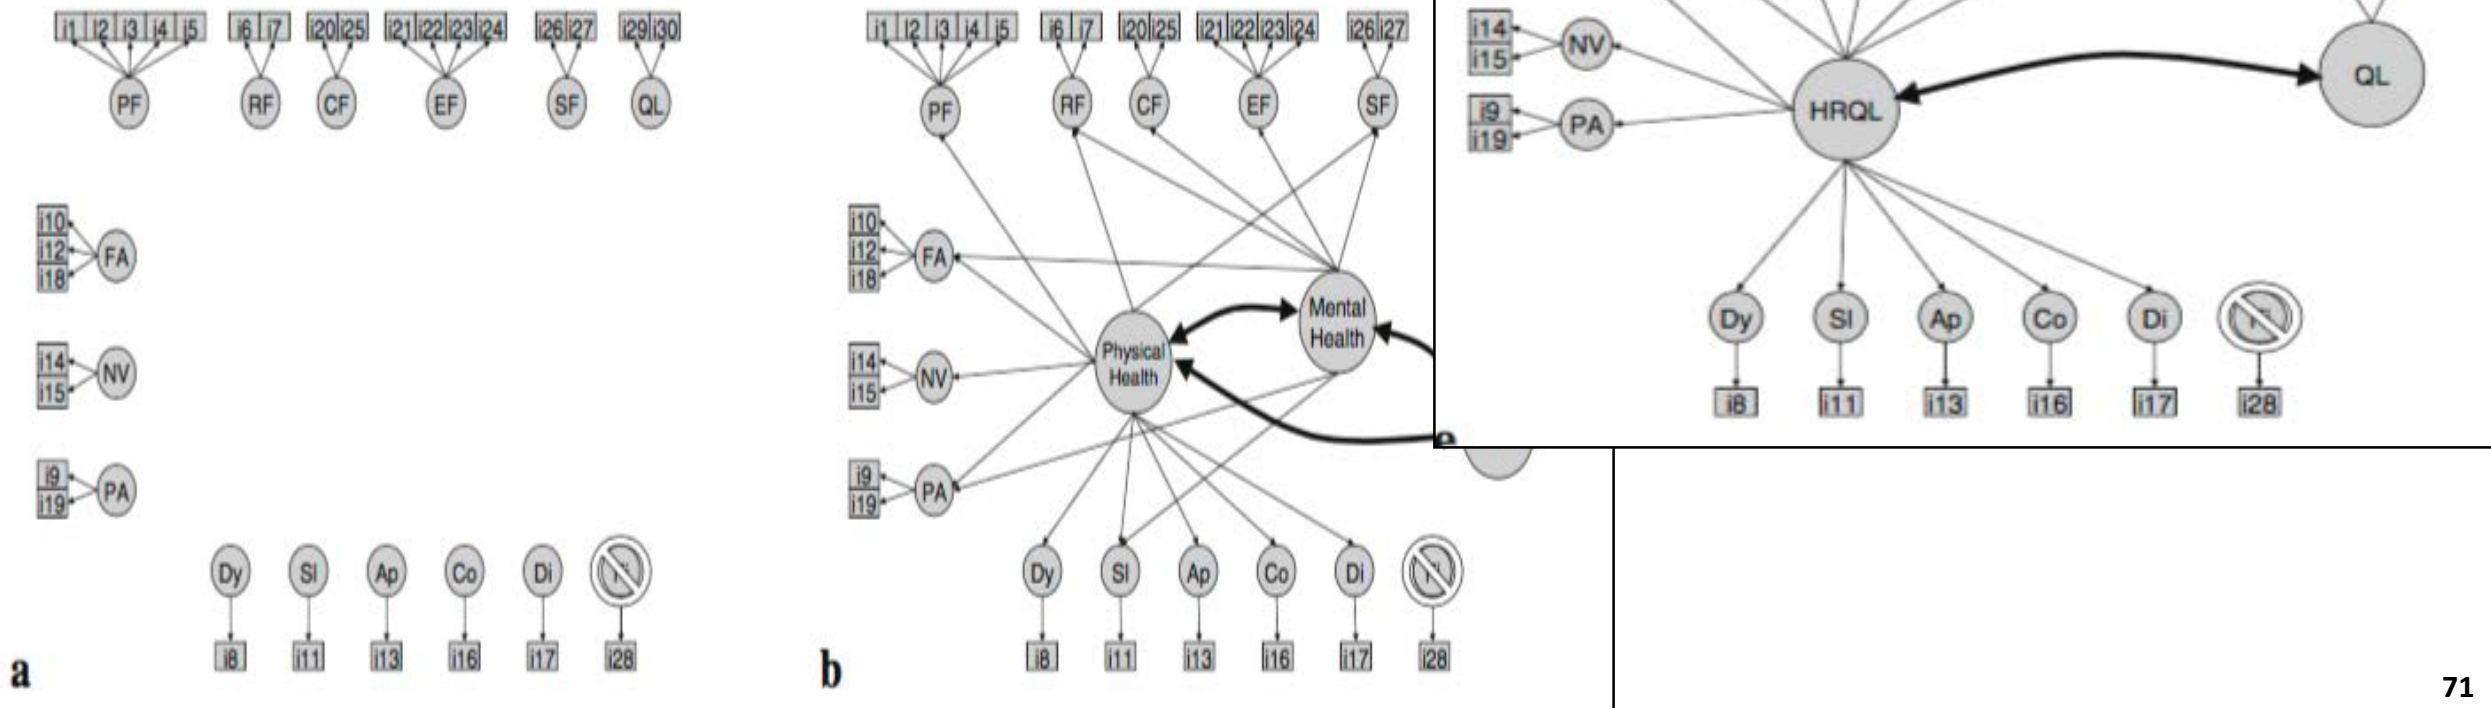 i1 i2 i3 i4 i5 i6 i7 i20 i25 i21 i22 i23 i24 i26 i27 i29 i30
PF RF CF EF SF QL
i10
i12 FA
i18
i14 NV
i15
i9 PA
i19
Dy Sl Ap Co Di
i8 i11 i13 i16 i17 i28
a
i1 i2 i3 i4 i5 i6 i7 i20 i25 i21 i22 i23 i24 i26 i27
PF RF CF EF SF
i10
i12 FA
i18
Mental
Health
Physical
Health
i14 NV
i15
i9 PA
i19
Dy Sl Ap Co Di
i8 i11 i13 i16 i17 i28
b
i14 NV
i15
i9 PA
i19
HRQL
QL
Dy Sl Ap Co Di
i8 i11 i13 i16 i17 i28
e
71